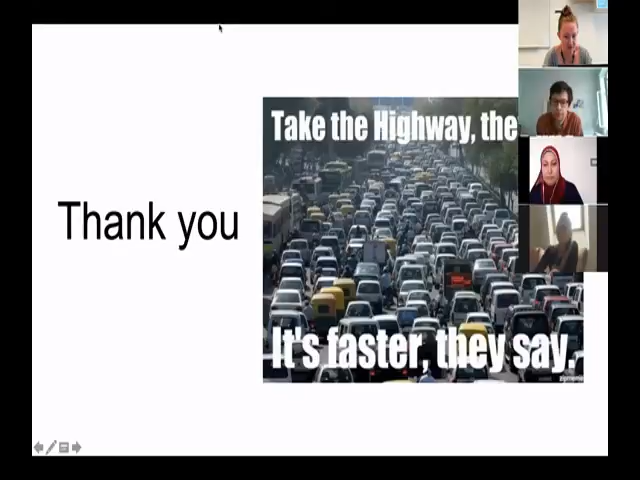 Take the Highway, the
Thank you
It's faster, they say.